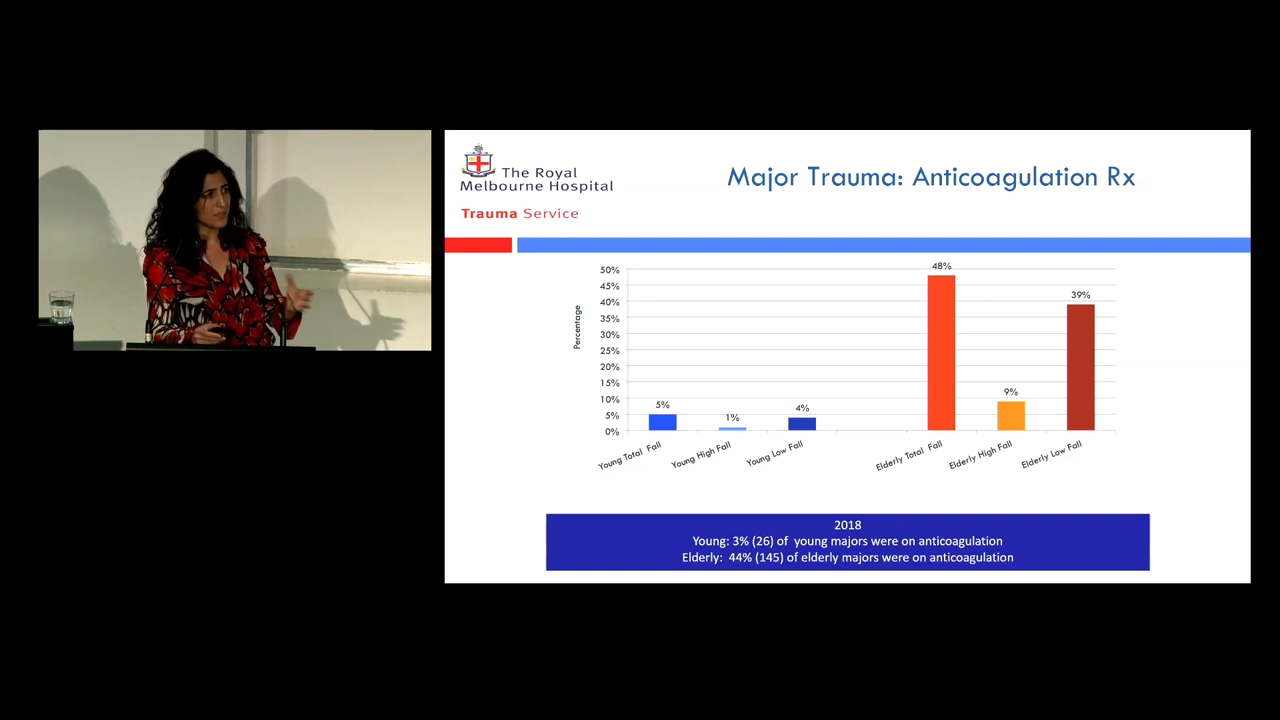 The Royal
Melbourne Hospital
Trauma Service
Major Trauma: Anticoagulation Rx
Percentage
50%
45%
40%
35%
30%
25%
20%
15%
10%
5%
0%
5%
1%
4%
48%
9%
39%
Young Total Fall
Young High Fall
Young Low Fall
Elderly Total Fall
Elderly High Fall
Elderly Low Fall
2018
Young: 3% (26) of young majors were on anticoagulation
Elderly: 44% (145) of elderly majors were on anticoagulation